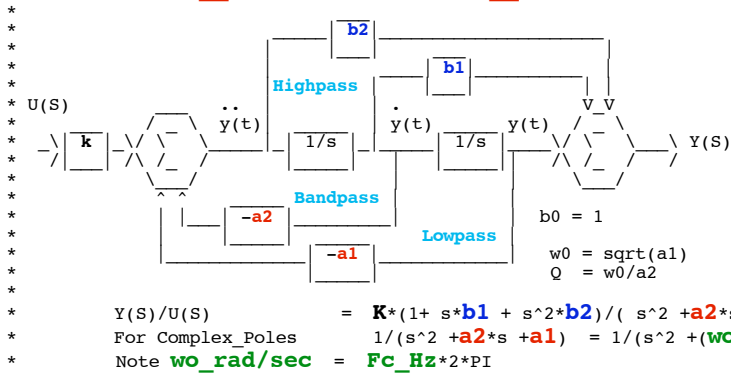 b2
b1
Highpass
U(S)
.. .
y(t) y(t) y(t)
k 1/s 1/s Y(S)
Bandpass
-a2 b0 = 1
Lowpass
-a1 w0 = sqrt(a1)
Q = w0/a2
Y(S)/U(S) = K*(1+ s*b1 + s^2*b2)/( s^2 +a2*s
For Complex_Poles 1/(s^2 +a2*s +a1) = 1/(s^2 +(wo
Note wo_rad/sec = Fc_Hz*2*PI